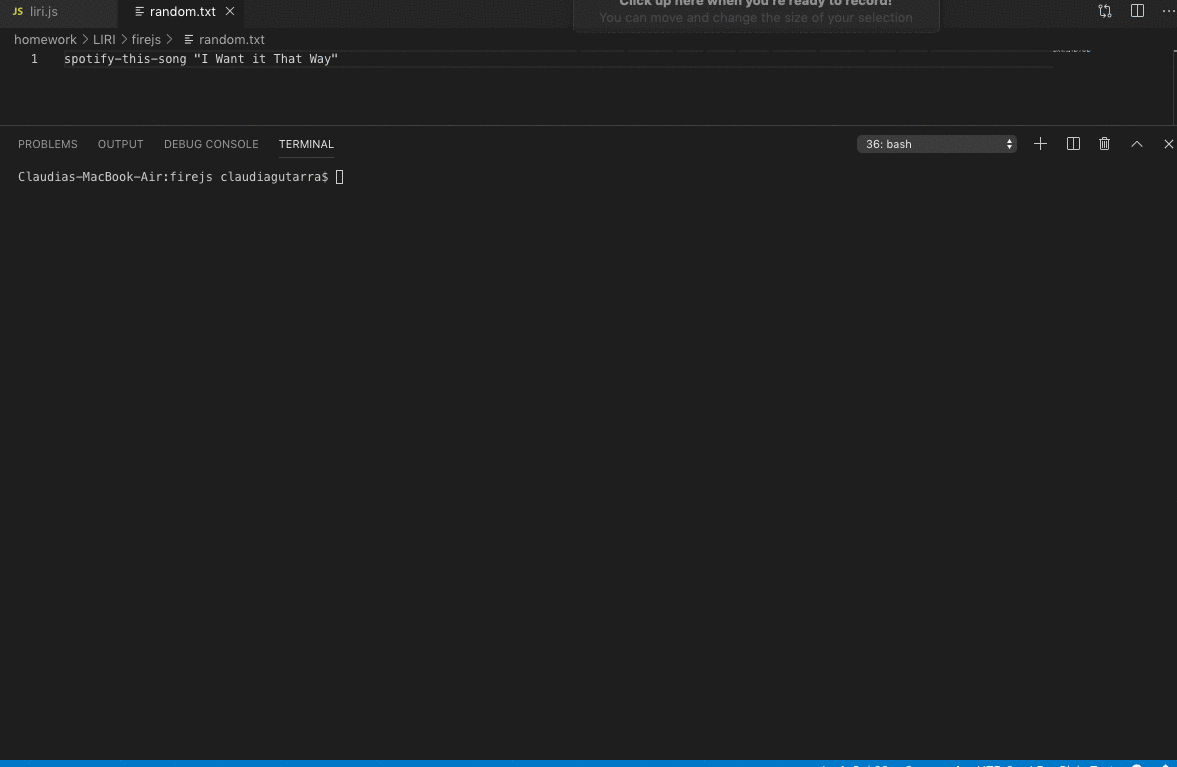 Click up here when you're ready to record!
JS liri.js random.txt
You can move and change the size of your selection
homework > LIRI > firejs > random.txt
1 spotify-this-song "I Want it That Way"
PROBLEMS OUTPUT DEBUG CONSOLE TERMINAL 36: bash
Claudias-MacBook-Air:firejs claudiagutarra$